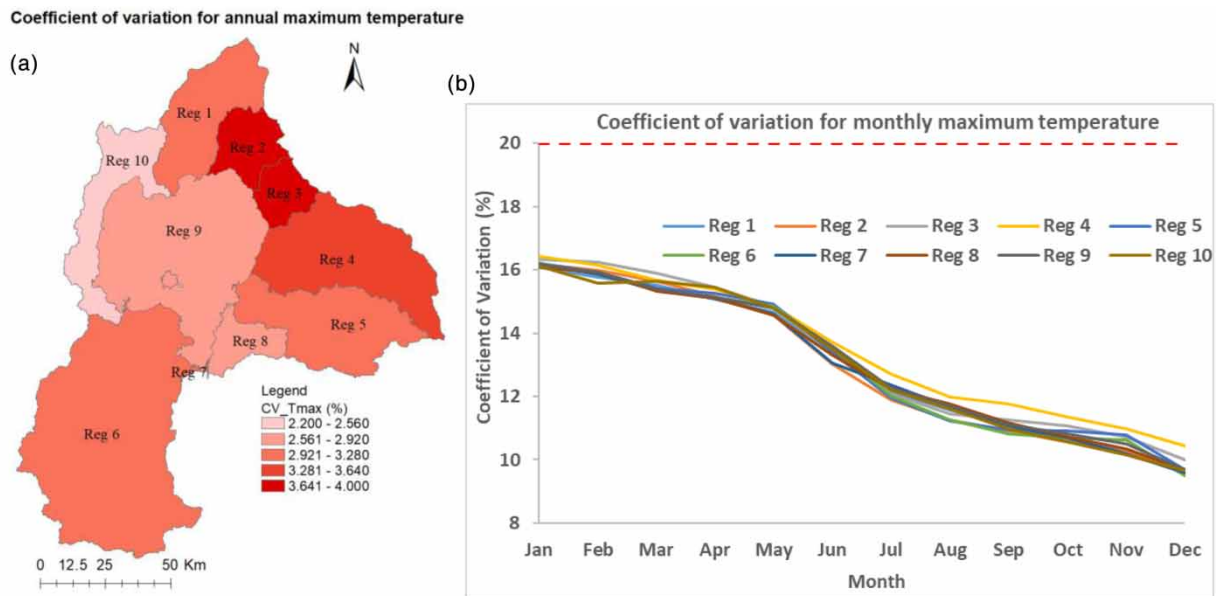 Coefficient of variation for annual maximum temperature
(a)
N
Reg 1
Reg 2
Reg 10
Reg 3
Reg 9
Reg 4
Reg 5
Reg 8
Reg 7
Reg 6
Legend
CV_Tmax (%)
2.200 - 2.560
2.561 - 2.920
2.921 - 3.280
3.281 - 3.640
3.641 - 4.000
0 12.5 25 50 Km
(b)
Coefficient of variation for monthly maximum temperature
Coefficient of Variation (%)
20
18
16
14
12
10
8
Reg 1 Reg 2 Reg 3 Reg 4 Reg 5
Reg 6 Reg 7 Reg 8 Reg 9 Reg 10
Jan Feb Mar Apr May Jun Jul Aug Sep Oct Nov Dec
Month